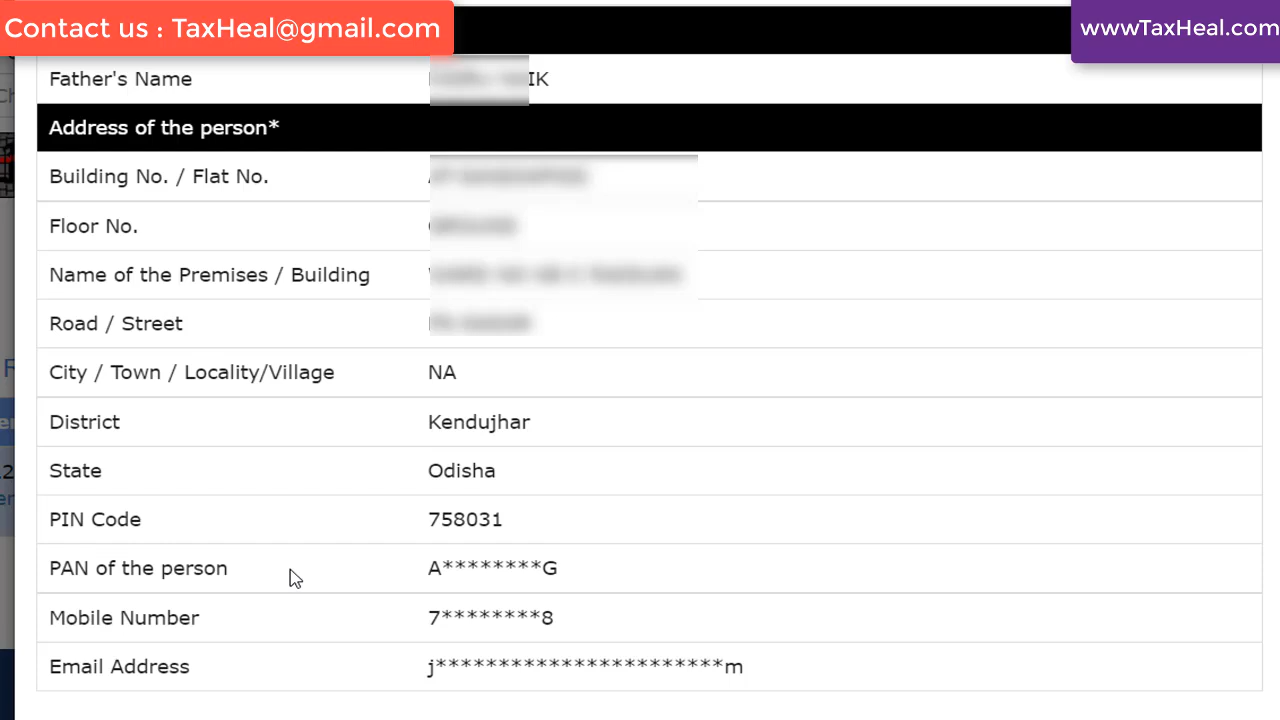 Contact us : TaxHeal@gmail.com
wwwTaxHeal.com
Father's Name IK
Address of the person*
Building No. / Flat No.
Floor No.
Name of the Premises / Building
Road / Street
City / Town / Locality/Village NA
District Kendujhar
State Odisha
PIN Code 758031
PAN of the person A********G
Mobile Number 7********8
Email Address j***********************m